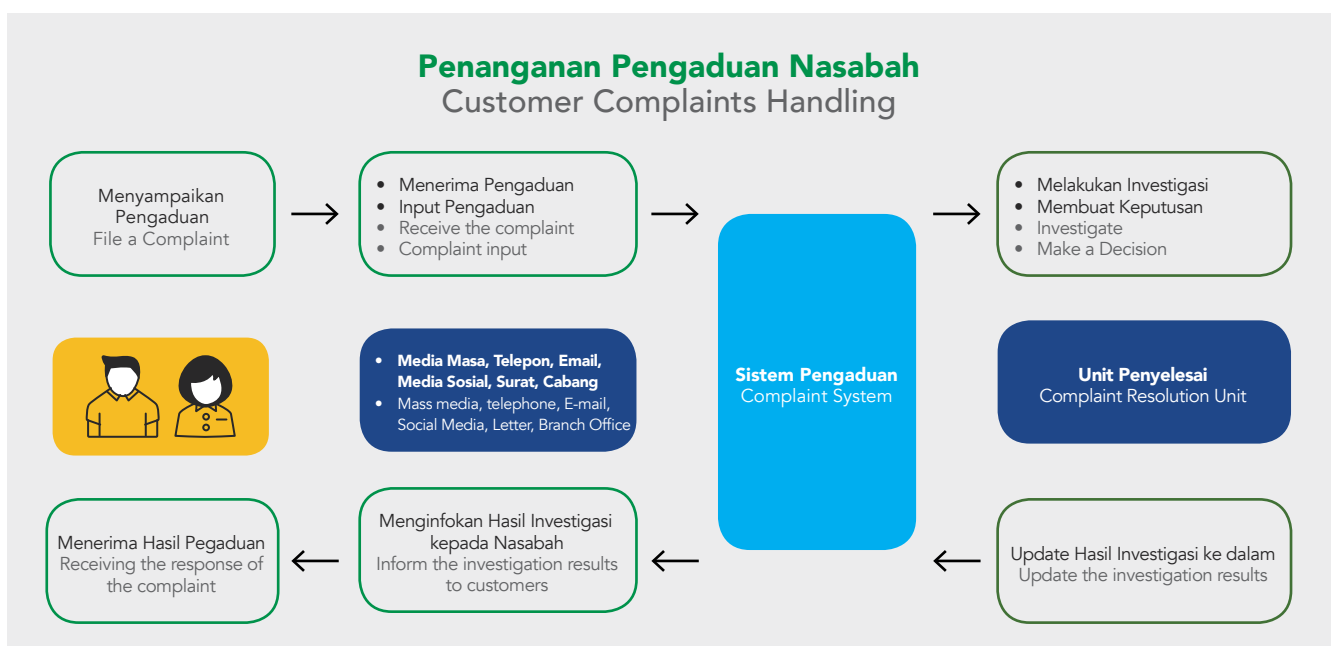 Penanganan Pengaduan Nasabah
Customer Complaints Handling
Menyampaikan
Pengaduan
File a Complaint
• Menerima Pengaduan
• Input Pengaduan
• Receive the complaint
• Complaint input
• Melakukan Investigasi
• Membuat Keputusan
• Investigate
• Make a Decision
• Media Masa, Telepon, Email,
Media Sosial, Surat, Cabang
• Mass media, telephone, E-mail,
Social Media, Letter, Branch Office
Sistem Pengaduan
Complaint System
Unit Penyelesai
Complaint Resolution Unit
Menerima Hasil Pegaduan
Receiving the response of
the complaint
Menginfokan Hasil Investigasi
kepada Nasabah
Inform the investigation results
to customers
Update Hasil Investigasi ke dalam
Update the investigation results